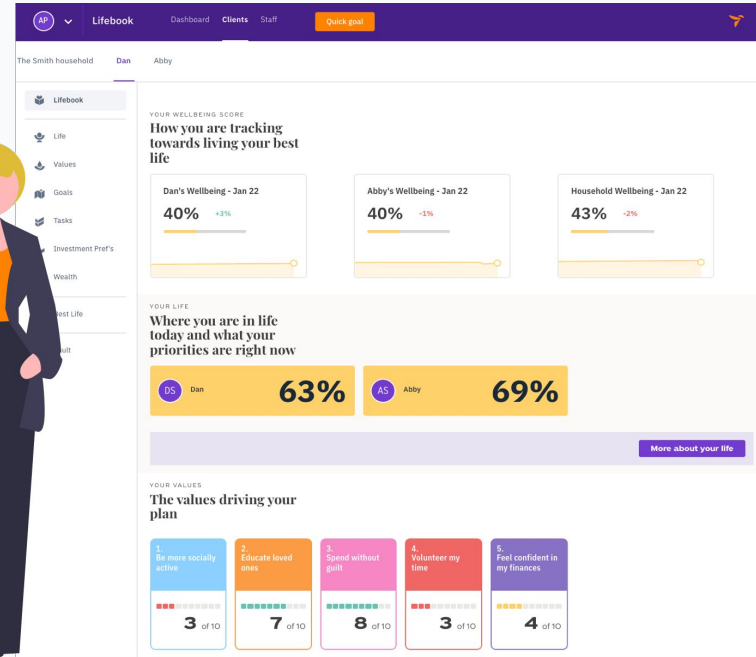 AP
Lifebook
Dashboard Clients Staff
Quick goal
The Smith household Dan Abby
Lifebook
Life
Values
Goals
Tasks
Investment Pref's
Wealth
Best Life
YOUR WELLBEING SCORE
How you are tracking
towards living your best
life
Dan's Wellbeing - Jan 22
40% +3%
Abby's Wellbeing - Jan 22
40% -1%
Household Wellbeing - Jan 22
43% -2%
YOUR LIFE
Where you are in life
today and what your
priorities are right now
DS Dan 63%
AS Abby 69%
More about your life
YOUR VALUES
The values driving your
plan
1.
Be more socially
active
3 of 10
2.
Educate loved
ones
7 of 10
3.
Spend without
guilt
8 of 10
4.
Volunteer my
time
3 of 10
5.
Feel confident in
my finances
4 of 10